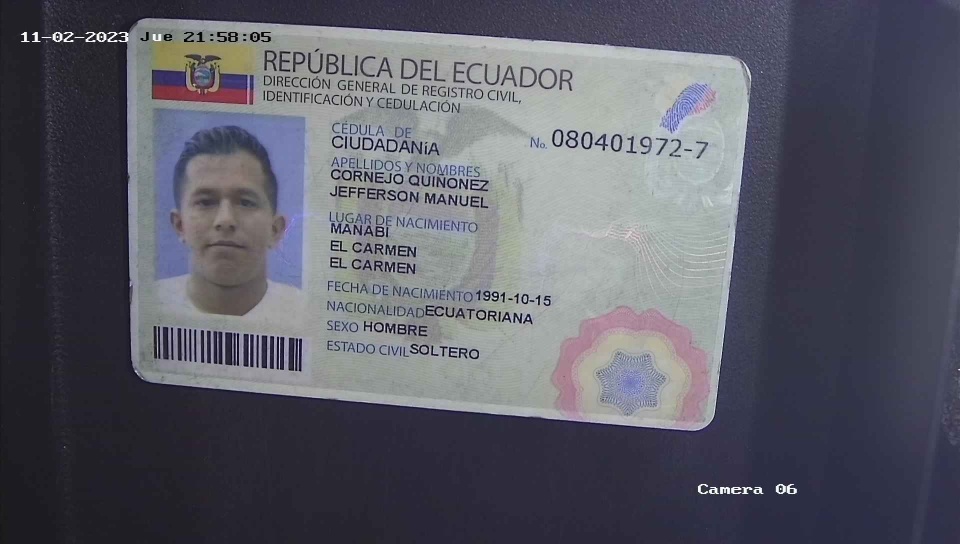 11-02-2023 Jue 21:58:05
REPÚBLICA DEL ECUADOR
DIRECCIÓN GENERAL DE REGISTRO CIVIL,
IDENTIFICACIÓN Y CEDULACIÓN
CÉDULA DE
CIUDADANíA
No. 080401972-7
APELLIDOS Y NOMBRES
CORNEJO QUIÑONEZ
JEFFERSON MANUEL
LUGAR DE NACIMIENTO
MANABI
EL CARMEN
EL CARMEN
FECHA DE NACIMIENTO 1991-10-15
NACIONALIDAD ECUATORIANA
SEXO HOMBRE
ESTADO CIVIL SOLTERO
Camera 06